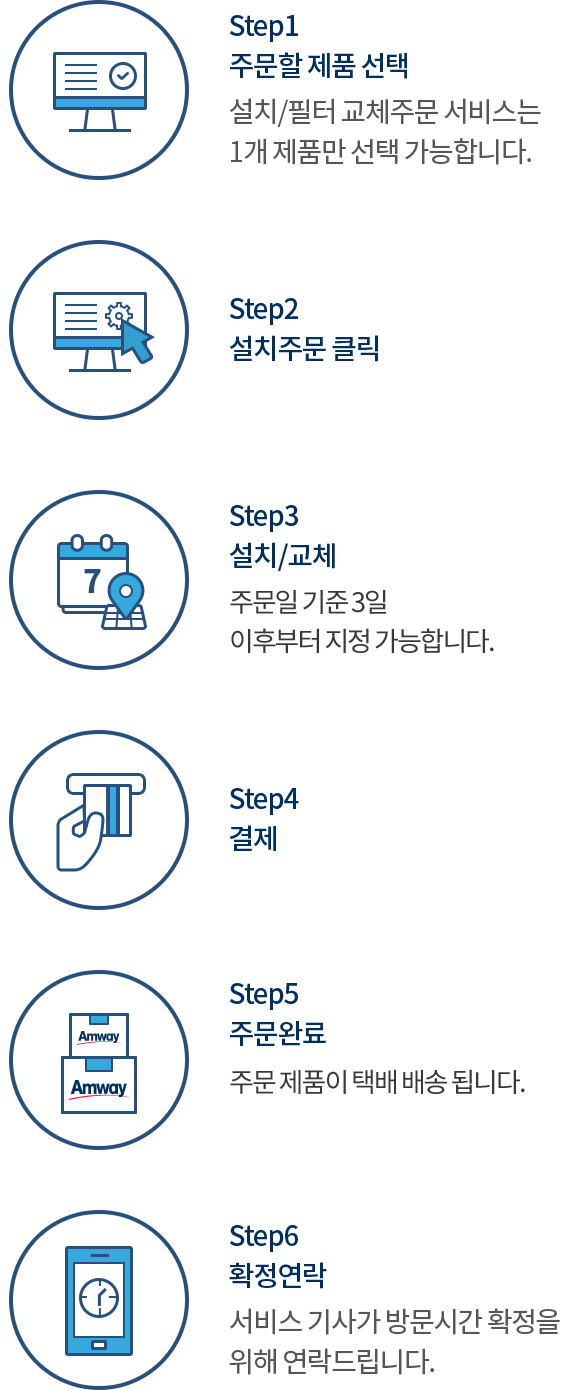 Step1
주문할 제품 선택
설치/필터 교체주문 서비스는
1개 제품만 선택 가능합니다.
Step2
설치주문 클릭
7
Step3
설치/교체
주문일 기준 3일
이후부터 지정 가능합니다.
Step4
결제
Amway
Amway
Step5
주문완료
주문 제품이 택배 배송 됩니다.
Step6
확정연락
서비스 기사가 방문시간 확정을
위해 연락드립니다.